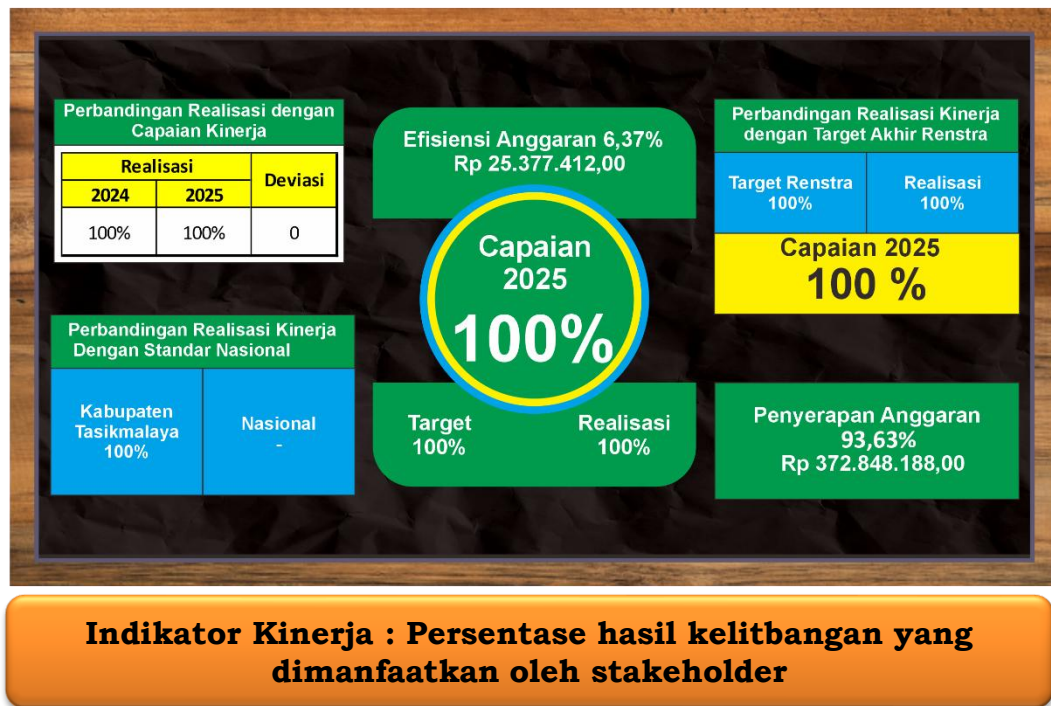 Perbandingan Realisasi dengan
Capaian Kinerja
Realisasi
Deviasi
2024
2025
100%
100%
0
Perbandingan Realisasi Kinerja
Dengan Standar Nasional
Kabupaten
Tasikmalaya
100%
Nasional
-
Efisiensi Anggaran 6,37%
Rp 25.377.412,00
Capaian
2025
100%
Target
100%
Realisasi
100%
Perbandingan Realisasi Kinerja
dengan Target Akhir Renstra
Target Renstra
100%
Realisasi
100%
Capaian 2025
100 %
Penyerapan Anggaran
93,63%
Rp 372.848.188,00
Indikator Kinerja : Persentase hasil kelitbangan yang
dimanfaatkan oleh stakeholder